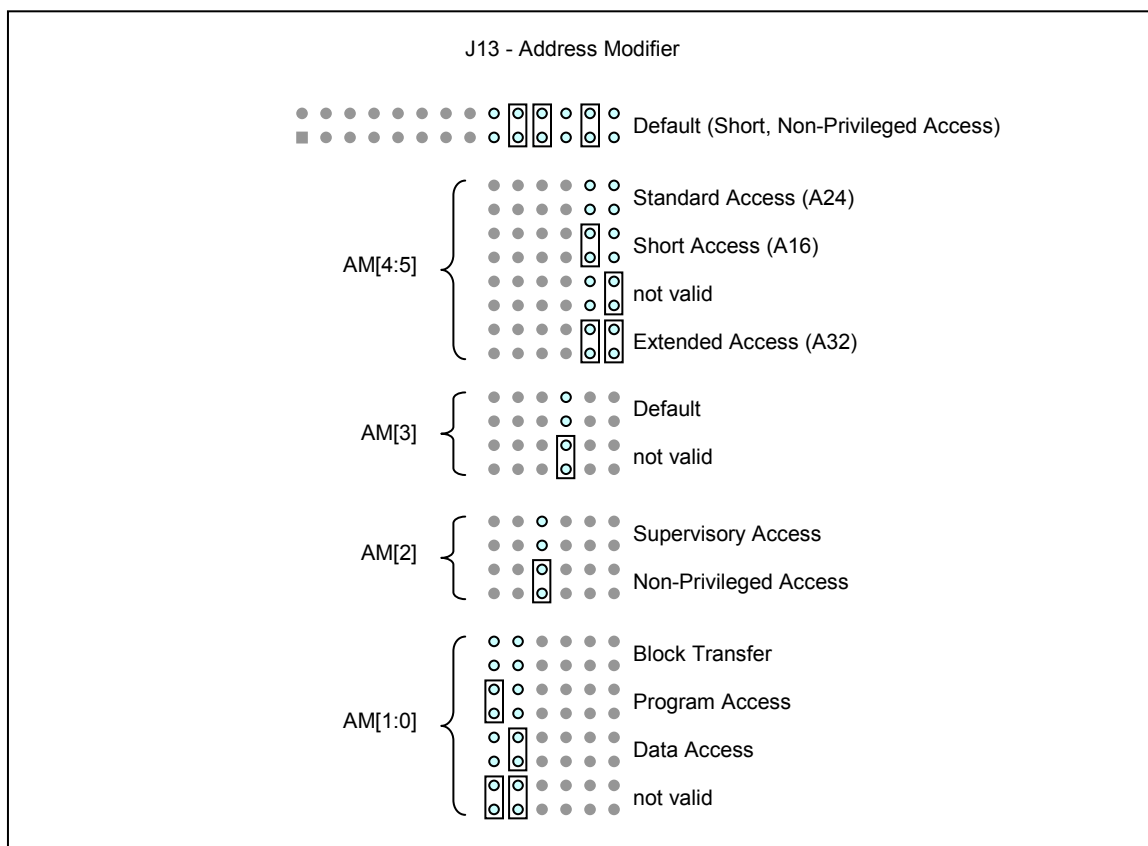 J13 - Address Modifier
Default (Short, Non-Privileged Access)
AM[4:5]
Standard Access (A24)
Short Access (A16)
not valid
Extended Access (A32)
AM[3]
Default
not valid
AM[2]
Supervisory Access
Non-Privileged Access
AM[1:0]
Block Transfer
Program Access
Data Access
not valid